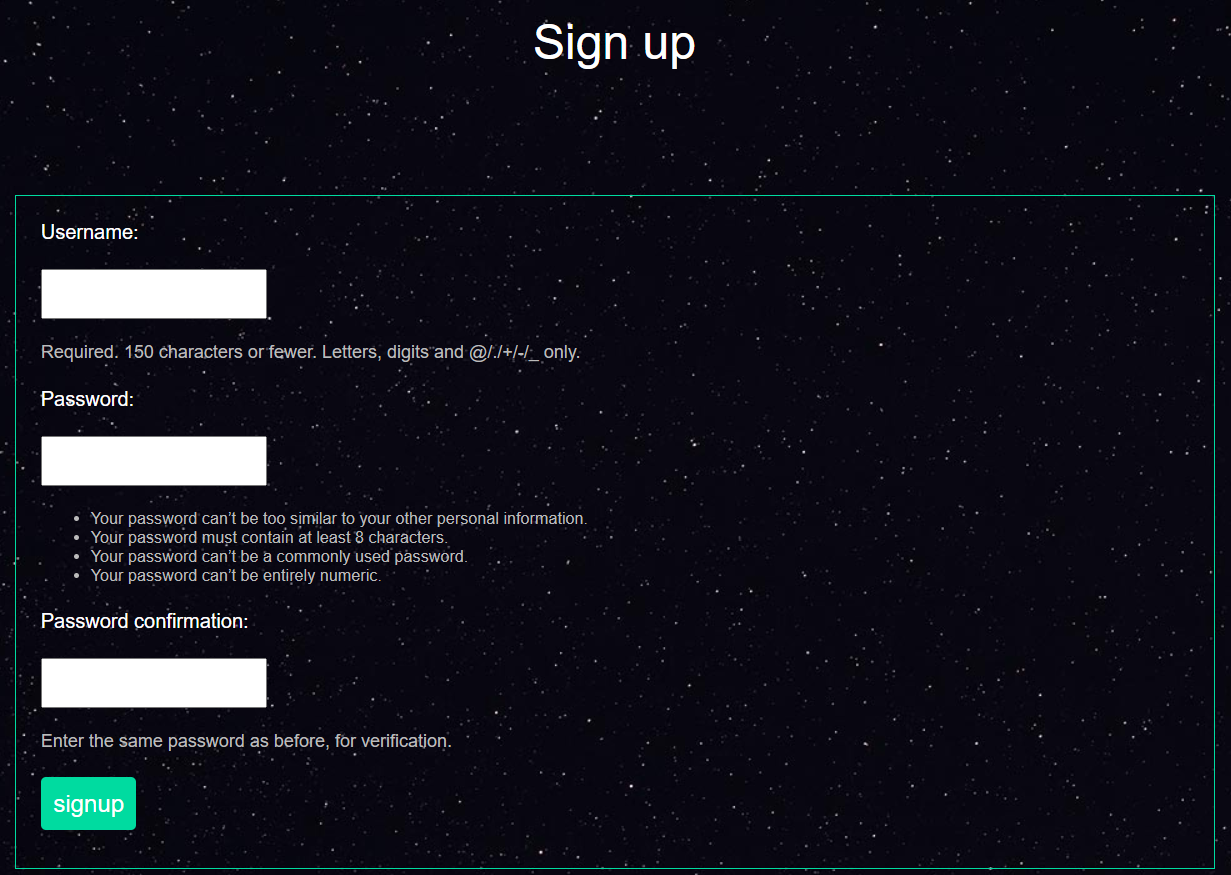 Sign up
Username:
Required. 150 characters or fewer. Letters, digits and @/./+/-/_ only.
Password:
• Your password can’t be too similar to your other personal information.
• Your password must contain at least 8 characters.
• Your password can’t be a commonly used password.
• Your password can’t be entirely numeric.
Password confirmation:
Enter the same password as before, for verification.
signup